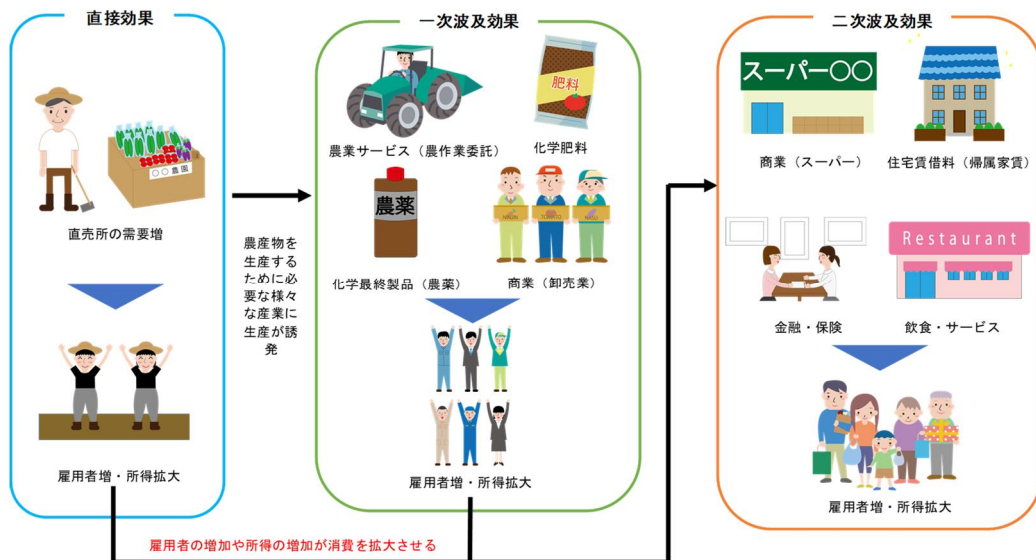 直接効果
○○農園
直売所の需要増
雇用者増・所得拡大
農産物を
生産する
ために必
要な様々
な産業に
生産が誘
発
一次波及効果
肥料
農業サービス（農作業委託）
化学肥料
農薬
化学最終製品（農薬）
商業（卸売業）
雇用者増・所得拡大
雇用者の増加や所得の増加が消費を拡大させる
二次波及効果
スーパー○○
商業（スーパー）
住宅賃借料（帰属家賃）
Restaurant
金融・保険
飲食・サービス
雇用者増・所得拡大